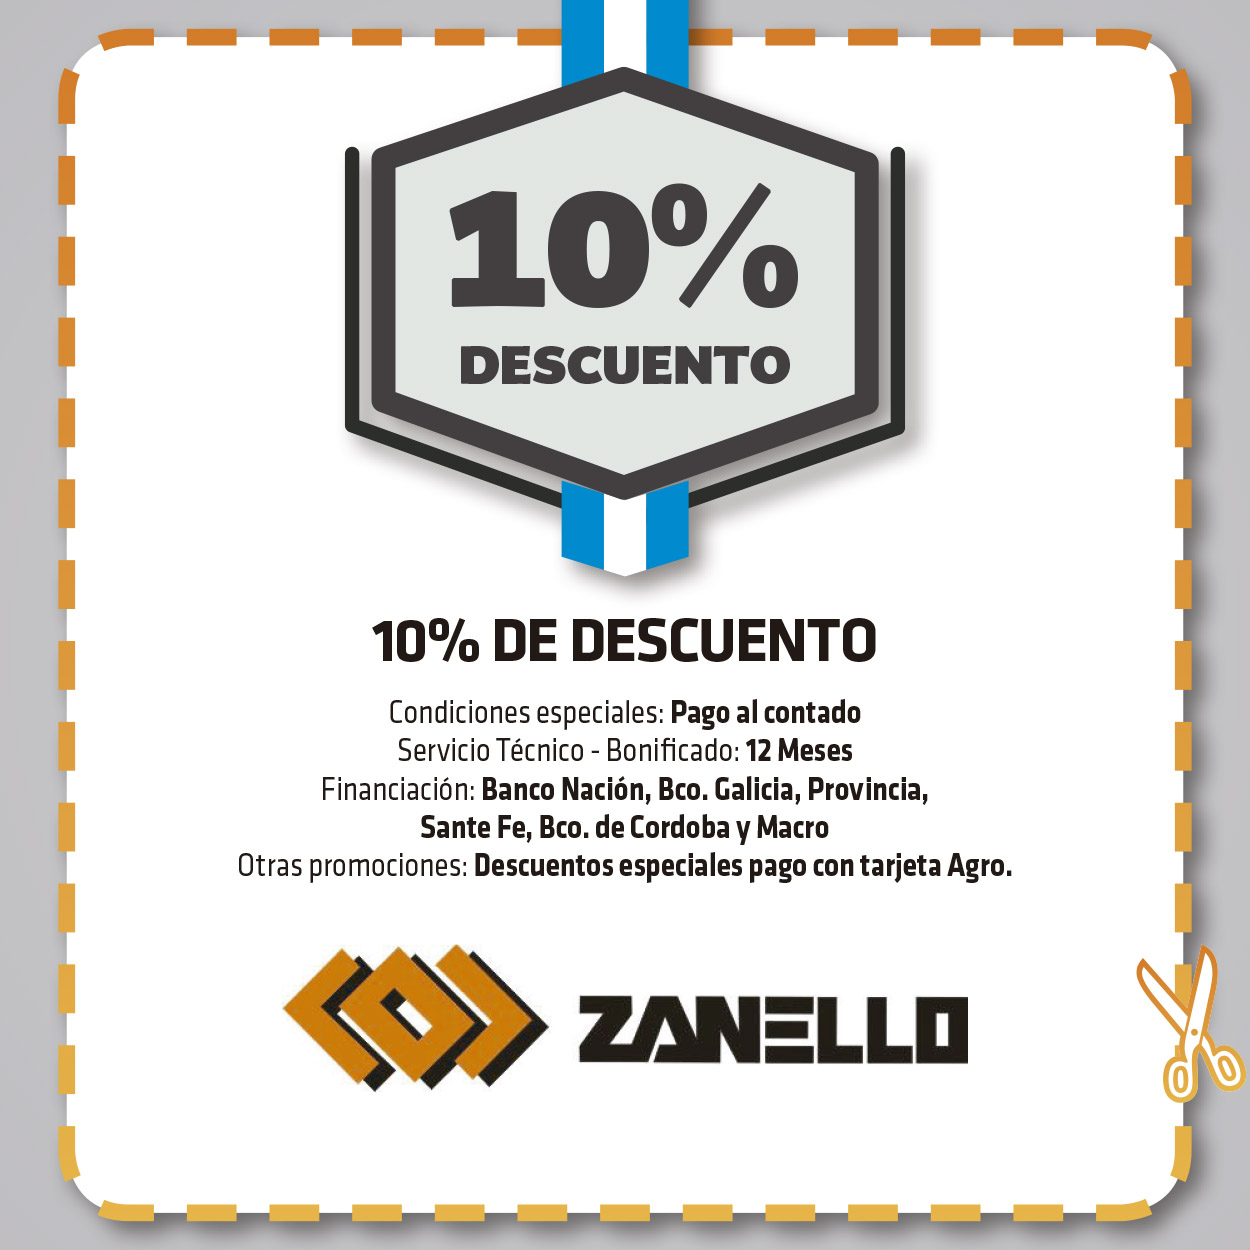 10%
DESCUENTO
10% DE DESCUENTO
Condiciones especiales: Pago al contado
Servicio Técnico - Bonificado: 12 Meses
Financiación: Banco Nación, Bco. Galicia, Provincia,
Sante Fe, Bco. de Cordoba y Macro
Otras promociones: Descuentos especiales pago con tarjeta Agro.
ZANELLO